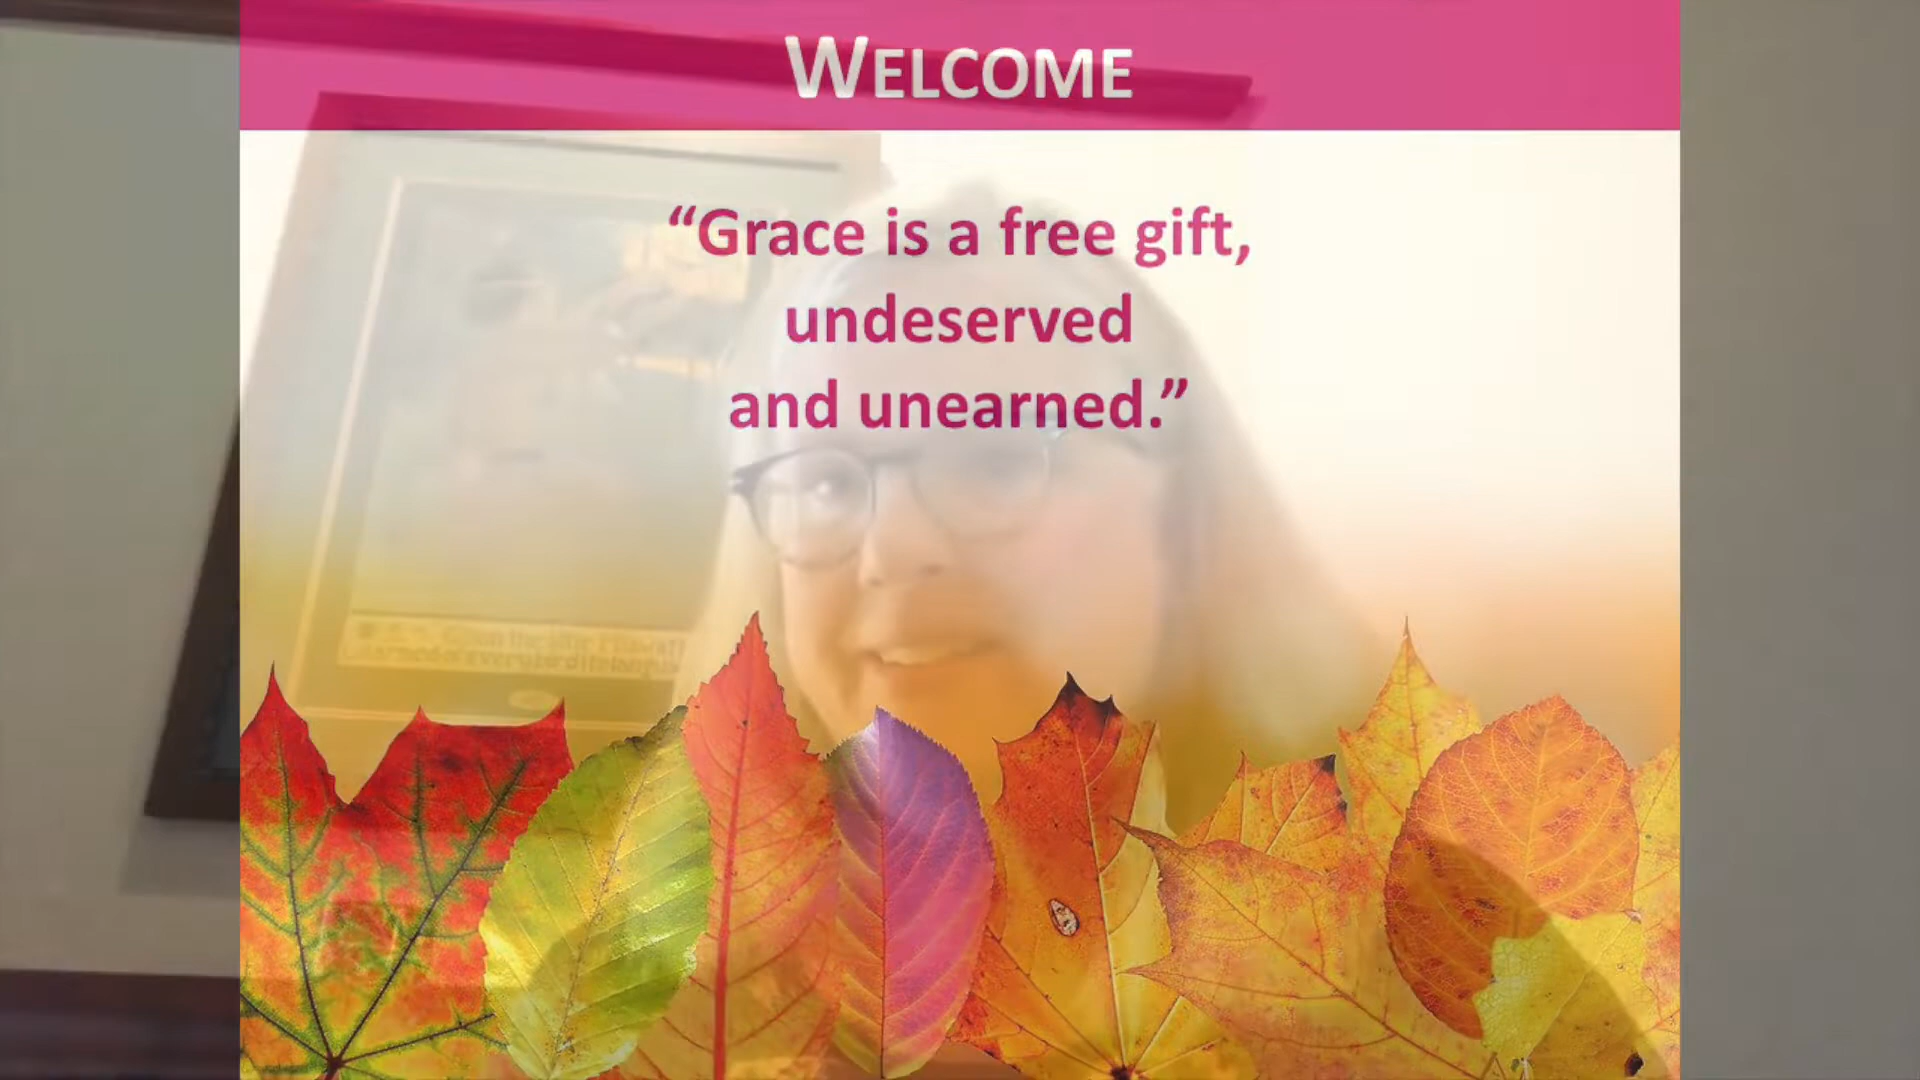 WELCOME
“Grace is a free gift,
undeserved
and unearned.”